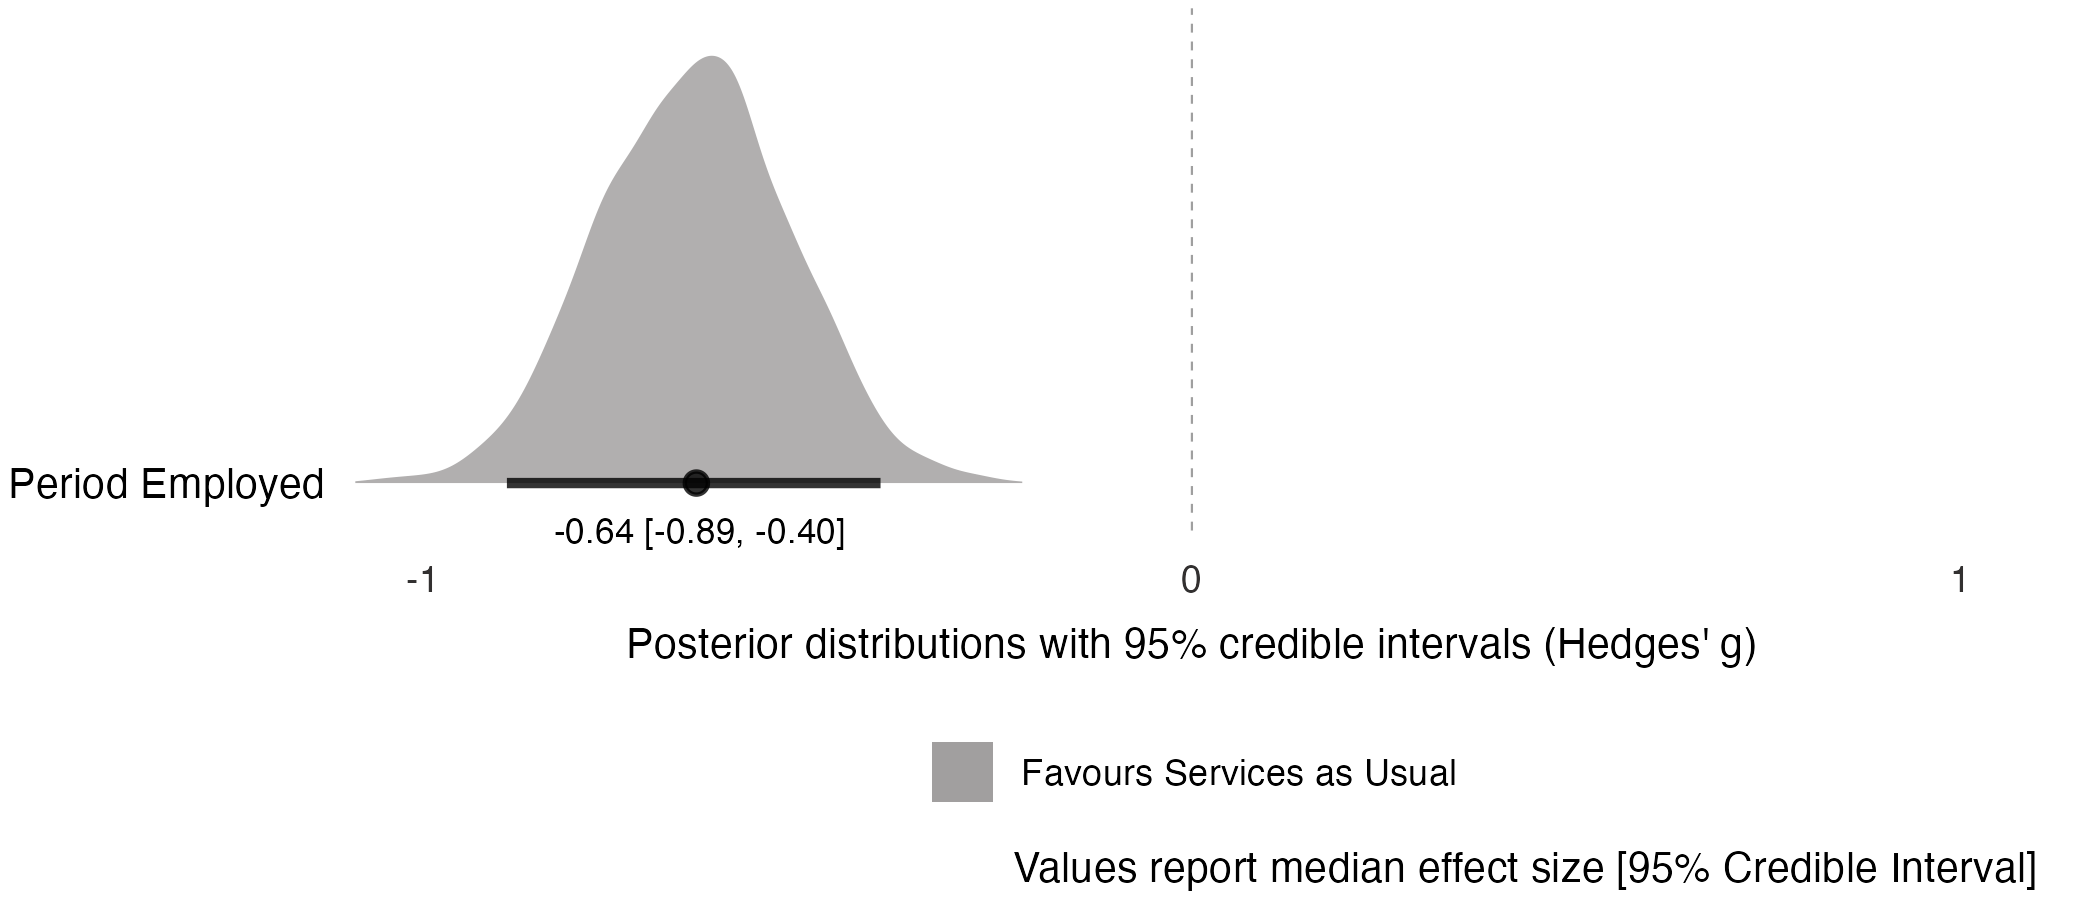 Period Employed
-0.64 [-0.89, -0.40]
-1 0 1
Posterior distributions with 95% credible intervals (Hedges' g)
Favours Services as Usual
Values report median effect size [95% Credible Interval]